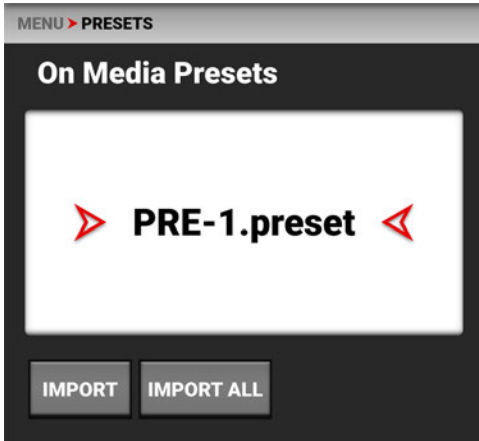 MENU > PRESETS
On Media Presets
PRE-1.preset
IMPORT IMPORT ALL